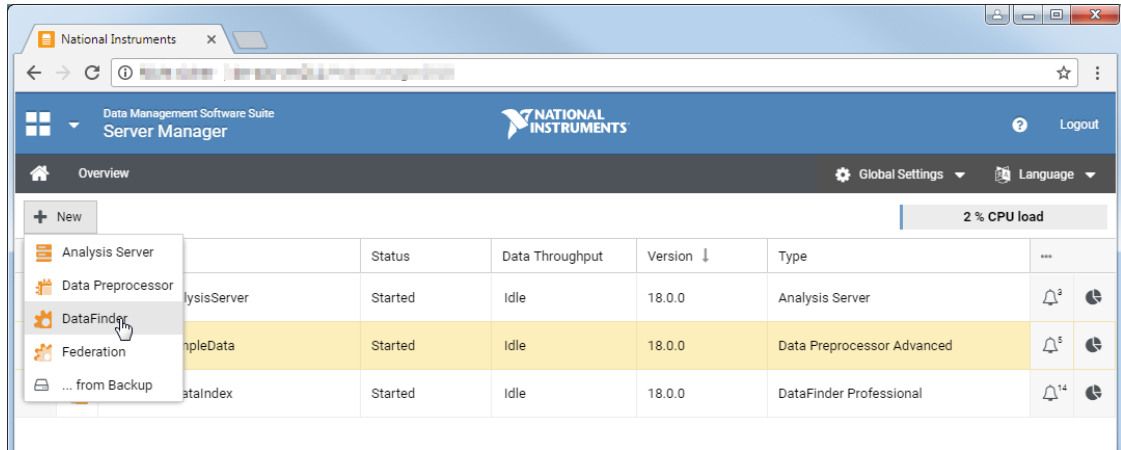 National Instruments
Data Management Software Suite
Server Manager
NATIONAL
INSTRUMENTS
?
Logout
Overview
Global Settings
Language
+ New
2 % CPU load
Analysis Server
Data Preprocessor
DataFinder
Federation
... from Backup
Status Data Throughput Version ↓ Type ...
lysisServer Started Idle 18.0.0 Analysis Server 3
npleData Started Idle 18.0.0 Data Preprocessor Advanced 5
ataIndex Started Idle 18.0.0 DataFinder Professional 14